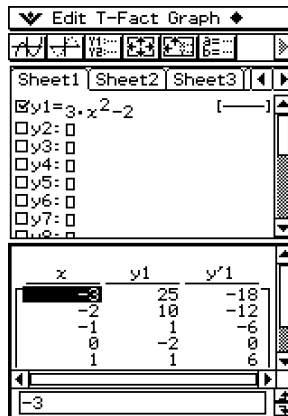 Edit T-Fact Graph
Sheet1 Sheet2 Sheet3
y1=3·x²-2 [—]
y2:
y3:
y4:
y5:
y6:
y7:
y8:
x y1 y′1
-3 25 -18
-2 10 -12
-1 1 -6
0 -2 0
1 1 6
-3